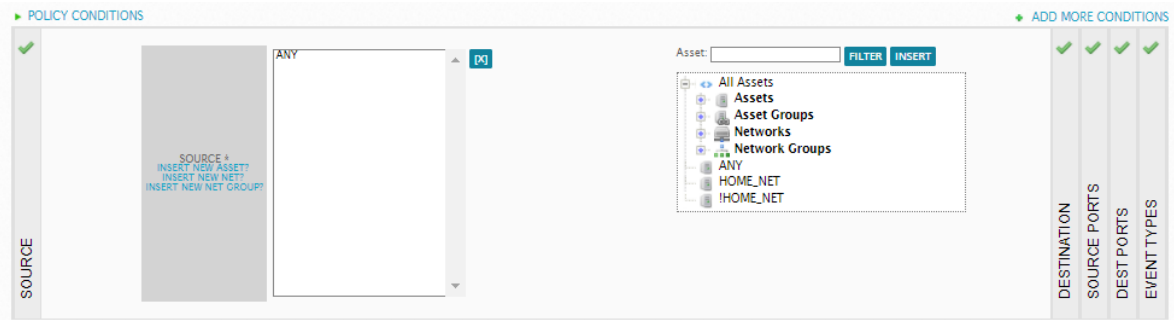 POLICY CONDITIONS
ADD MORE CONDITIONS
SOURCE
SOURCE *
INSERT NEW ASSET?
INSERT NEW NET?
INSERT NEW NET GROUP?
ANY
[X]
Asset:
FILTER
INSERT
All Assets
Assets
Asset Groups
Networks
Network Groups
ANY
HOME_NET
!HOME_NET
DESTINATION
SOURCE PORTS
DEST PORTS
EVENT TYPES